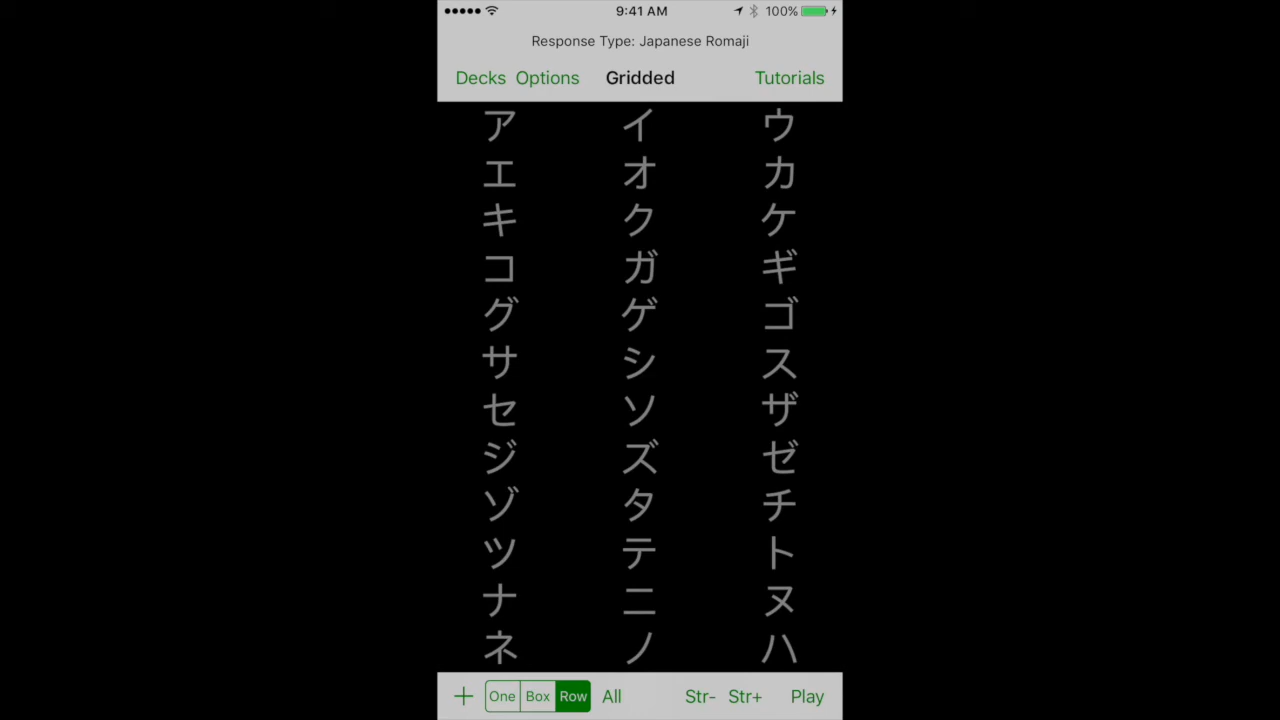 9:41 AM 100%
Response Type: Japanese Romaji
Decks Options Gridded Tutorials
ア イ ウ
エ オ カ
キ ク ケ
コ ガ ギ
グ ゲ ゴ
サ シ ス
セ ソ ザ
ジ ズ ゼ
ゾ タ チ
ツ テ ト
ナ ニ ヌ
ネ ノ ハ
+ One Box Row All Str- Str+ Play